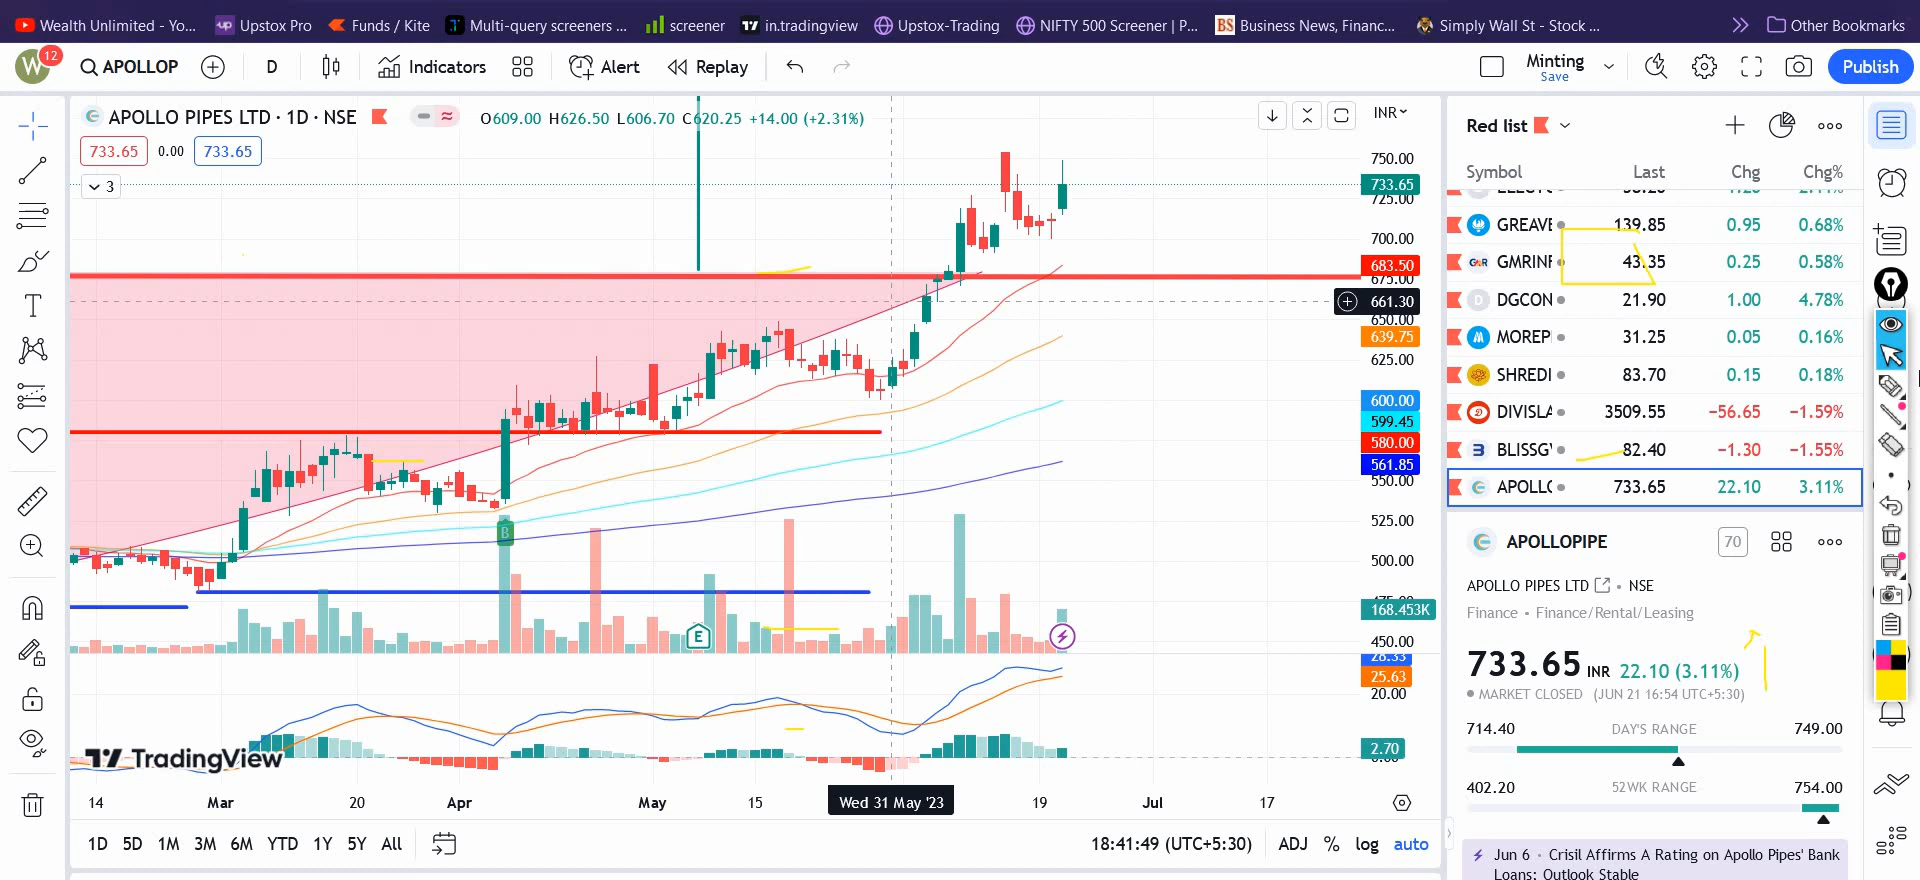 Wealth Unlimited - Yo...
Upstox Pro
Funds / Kite
Multi-query screeners ...
screener
in.tradingview
Upstox-Trading
NIFTY 500 Screener | P...
Business News, Financ...
Simply Wall St - Stock ...
Other Bookmarks
W 12
APOLLOP
D
Indicators
Alert
Replay
Minting
Save
Publish
APOLLO PIPES LTD · 1D · NSE
O609.00 H626.50 L606.70 C620.25 +14.00 (+2.31%)
INR
733.65 0.00 733.65
3
750.00
733.65
725.00
700.00
683.50
675.00
661.30
650.00
639.75
625.00
600.00
599.45
580.00
561.85
550.00
525.00
500.00
475.00
168.453K
450.00
28.33
25.63
20.00
2.70
0.00
B
E
TradingView
14 Mar 20 Apr May 15 Wed 31 May '23 19 Jul 17
1D 5D 1M 3M 6M YTD 1Y 5Y All
18:41:49 (UTC+5:30) ADJ % log auto
Red list
Symbol Last Chg Chg%
GREAVE 139.85 0.95 0.68%
GMRINF 43.35 0.25 0.58%
DGCON 21.90 1.00 4.78%
MOREP 31.25 0.05 0.16%
SHREDI 83.70 0.15 0.18%
DIVISLA 3509.55 −56.65 −1.59%
BLISSGV 82.40 −1.30 −1.55%
APOLLO 733.65 22.10 3.11%
APOLLOPIPE
70
APOLLO PIPES LTD • NSE
Finance • Finance/Rental/Leasing
733.65 INR 22.10 (3.11%)
MARKET CLOSED (JUN 21 16:54 UTC+5:30)
714.40 DAY'S RANGE 749.00
402.20 52WK RANGE 754.00
Jun 6 · Crisil Affirms A Rating on Apollo Pipes' Bank
Loans; Outlook Stable